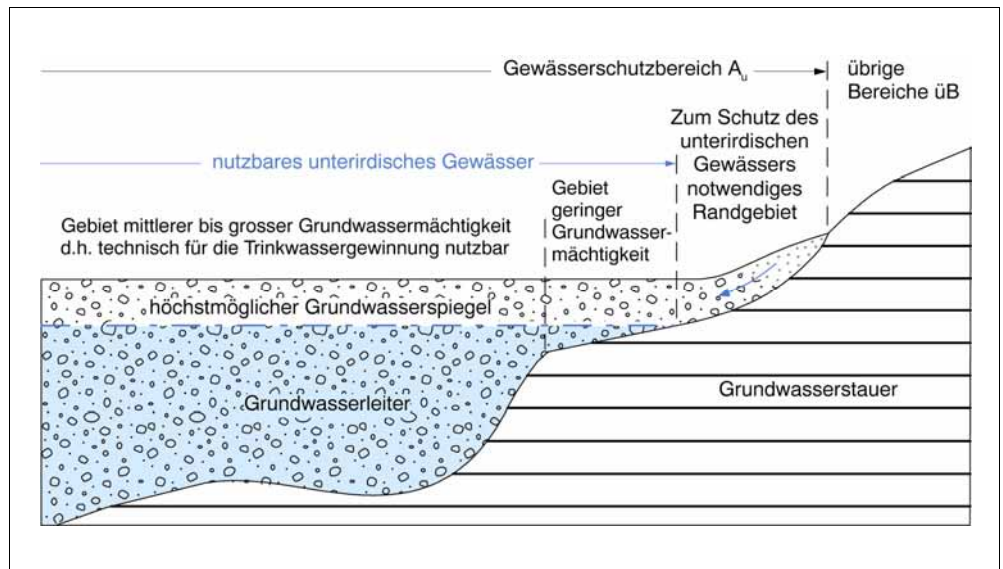 Gewässerschutzbereich Au
übrige
Bereiche üB
Zum Schutz des
unterirdischen
Gewässers
notwendiges
Randgebiet
nutzbares unterirdisches Gewässer
Gebiet
geringer
Grundwasser-
mächtigkeit
Gebiet mittlerer bis grosser Grundwassermächtigkeit
d.h. technisch für die Trinkwassergewinnung nutzbar
höchstmöglicher Grundwasserspiegel
Grundwasserleiter
Grundwasserstauer